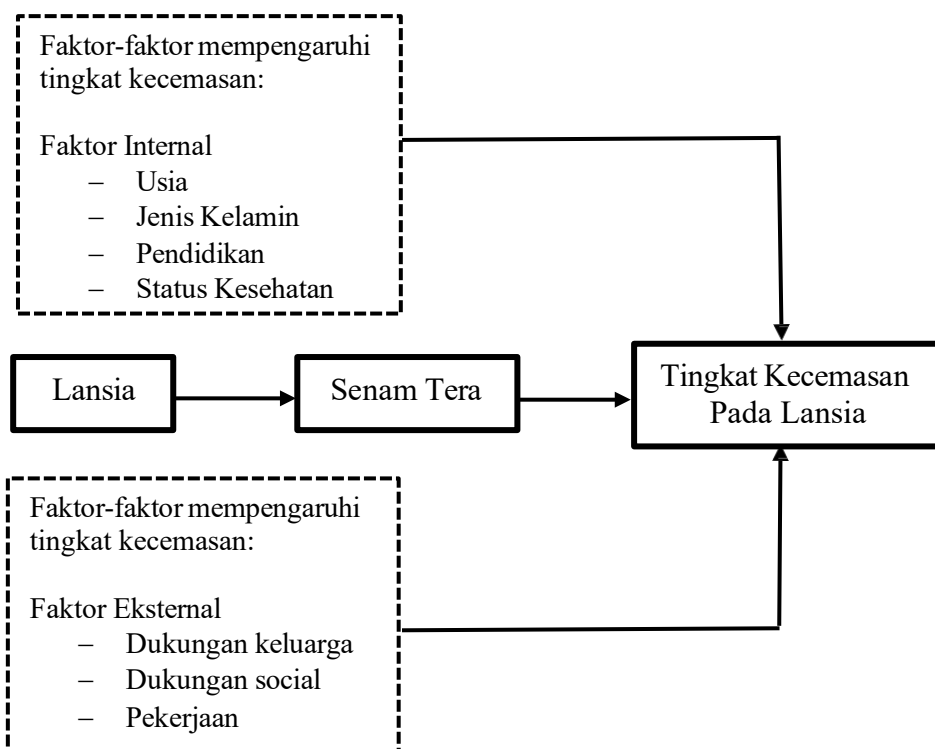 Faktor-faktor mempengaruhi
tingkat kecemasan:
Faktor Internal
– Usia
– Jenis Kelamin
– Pendidikan
– Status Kesehatan
Lansia
Senam Tera
Tingkat Kecemasan
Pada Lansia
Faktor-faktor mempengaruhi
tingkat kecemasan:
Faktor Eksternal
– Dukungan keluarga
– Dukungan social
– Pekerjaan